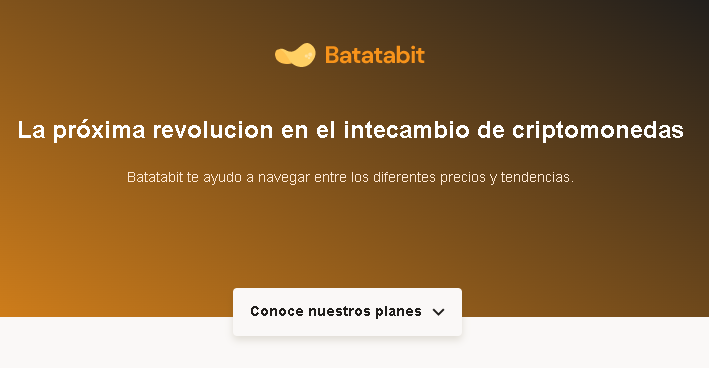 Batatabit
La próxima revolucion en el intecambio de criptomonedas
Batatabit te ayudo a navegar entre los diferentes precios y tendencias.
Conoce nuestros planes